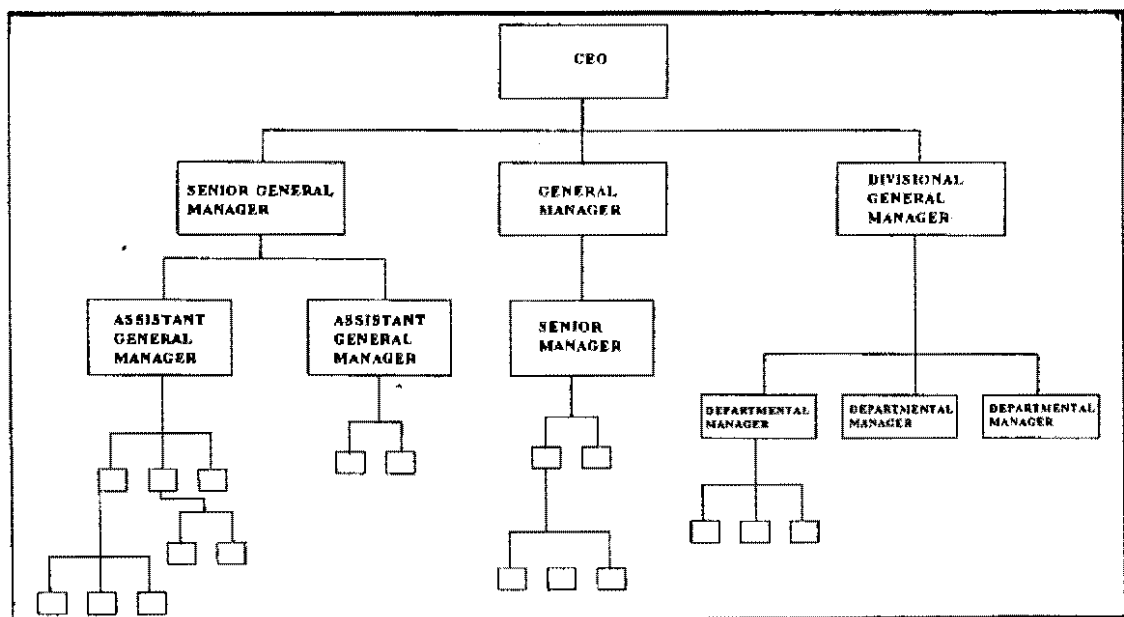 CEO
SENIOR GENERAL
MANAGER
GENERAL
MANAGER
DIVISIONAL
GENERAL
MANAGER
ASSISTANT
GENERAL
MANAGER
ASSISTANT
GENERAL
MANAGER
SENIOR
MANAGER
DEPARTMENTAL
MANAGER
DEPARTMENTAL
MANAGER
DEPARTMENTAL
MANAGER